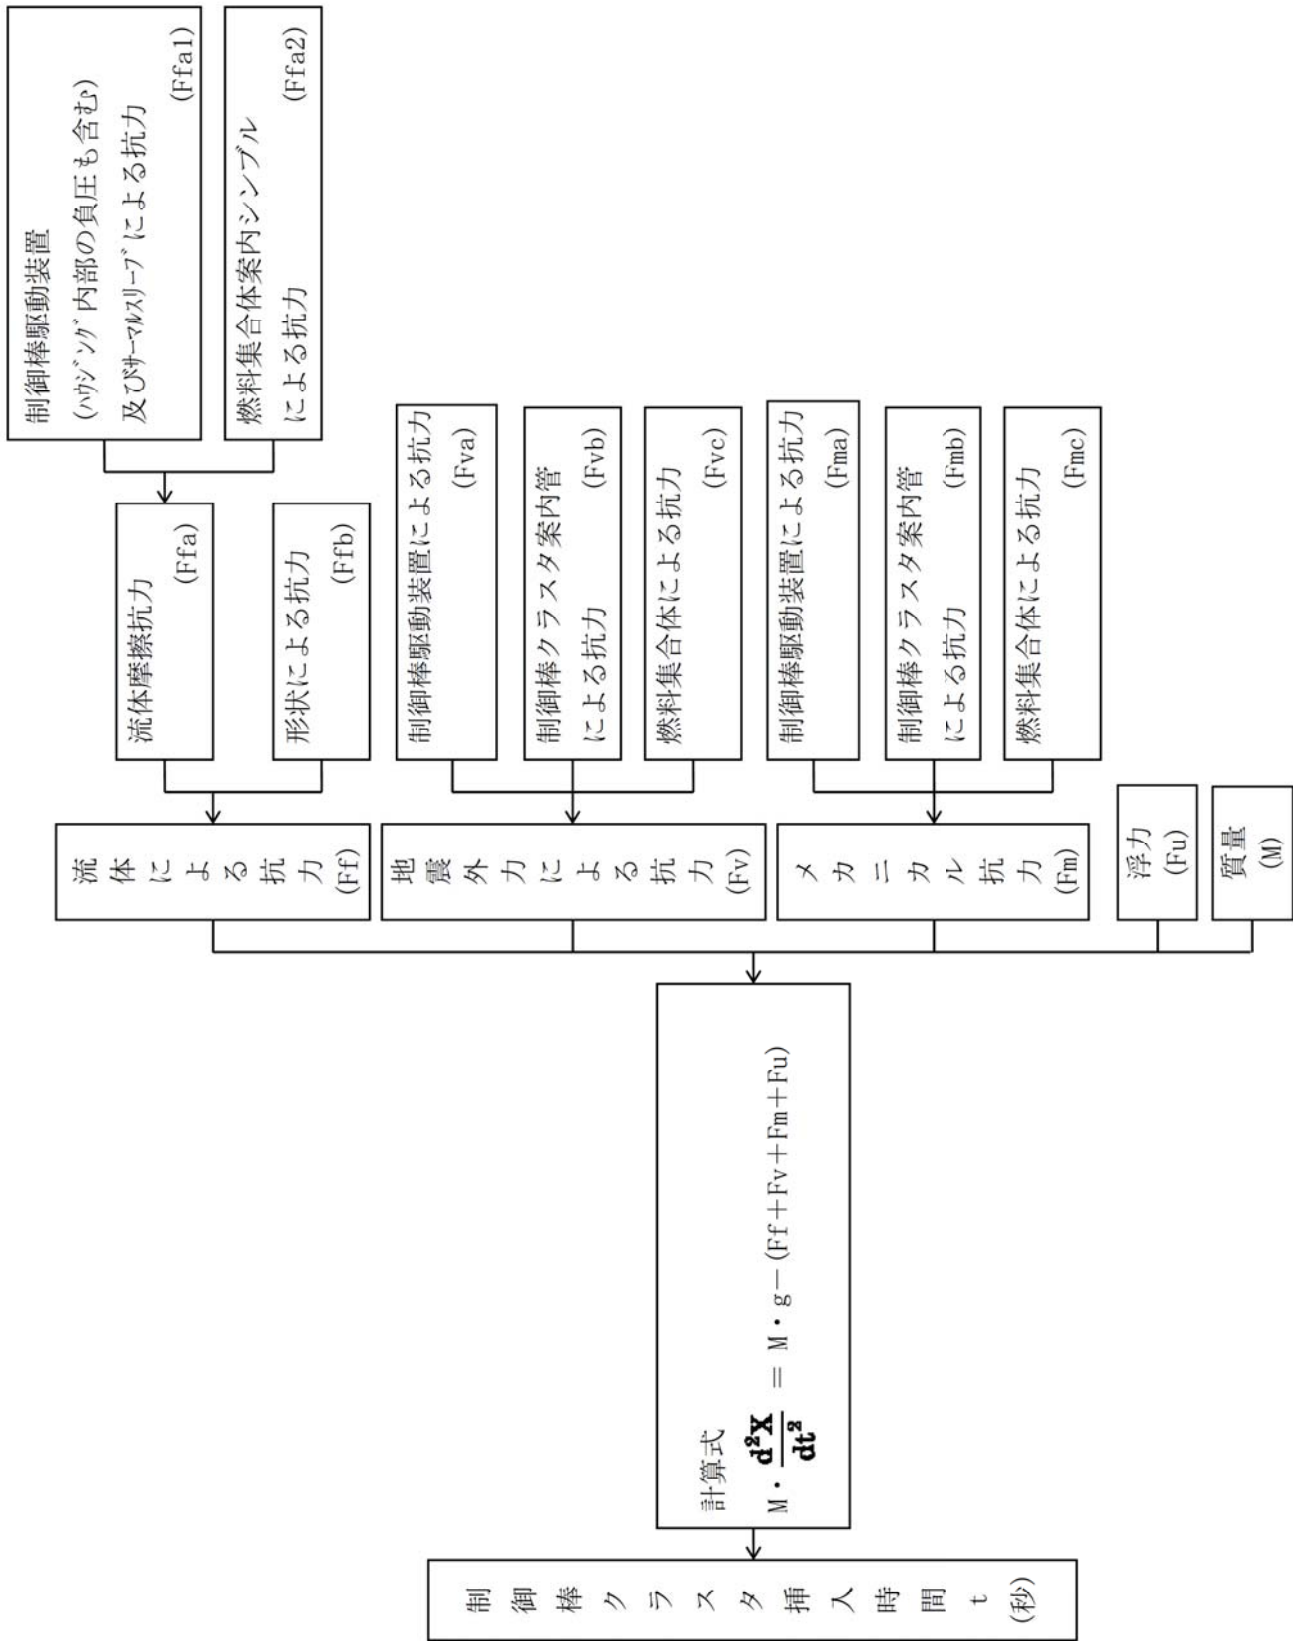 制御棒クラスタ挿入時間t
(秒)
計算式
M・d²X/dt² = M・g－(Ff＋Fv＋Fm＋Fu)
流体による抗力
(Ff)
地震外力による抗力
(Fv)
メカニカル抗力
(Fm)
浮力
(Fu)
質量
(M)
流体摩擦抗力
(Ffa)
形状による抗力
(Ffb)
制御棒駆動装置による抗力
(Fva)
制御棒クラスタ案内管
による抗力 (Fvb)
燃料集合体による抗力
(Fvc)
制御棒駆動装置による抗力
(Fma)
制御棒クラスタ案内管
による抗力 (Fmb)
燃料集合体による抗力
(Fmc)
制御棒駆動装置
(ﾊｳｼﾞﾝｸﾞ内部の負圧も含む)
及びｻｰﾏﾙｽﾘｰﾌﾞによる抗力
(Ffa1)
燃料集合体案内シンブル
による抗力 (Ffa2)